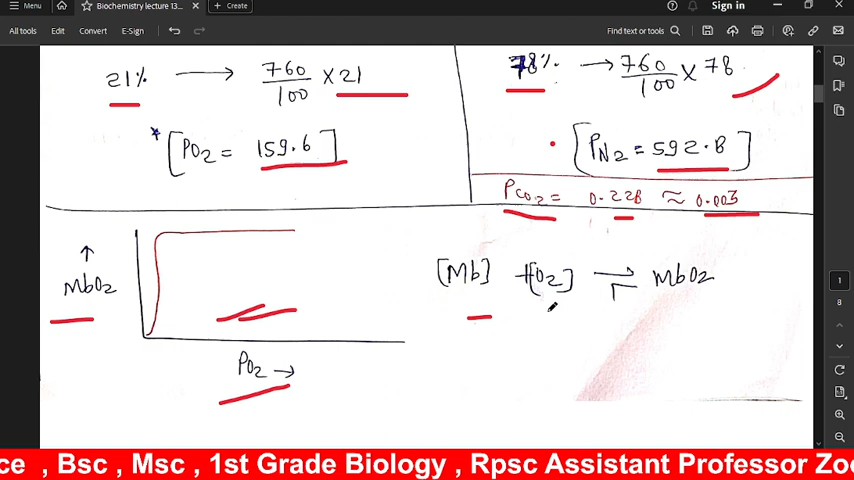 Menu
Biochemistry lecture 13...
+ Create
Sign in
All tools
Edit
Convert
E-Sign
Find text or tools
21% → 760/100 × 21
* [PO2 = 159.6]
78% → 760/100 × 78
• [PN2 = 592.8]
PCO2 = 0.228 ≈ 0.003
↑
MbO2
PO2 →
[Mb] + [O2] ⇌ MbO2
1
8
ce , Bsc , Msc , 1st Grade Biology , Rpsc Assistant Professor Zoo